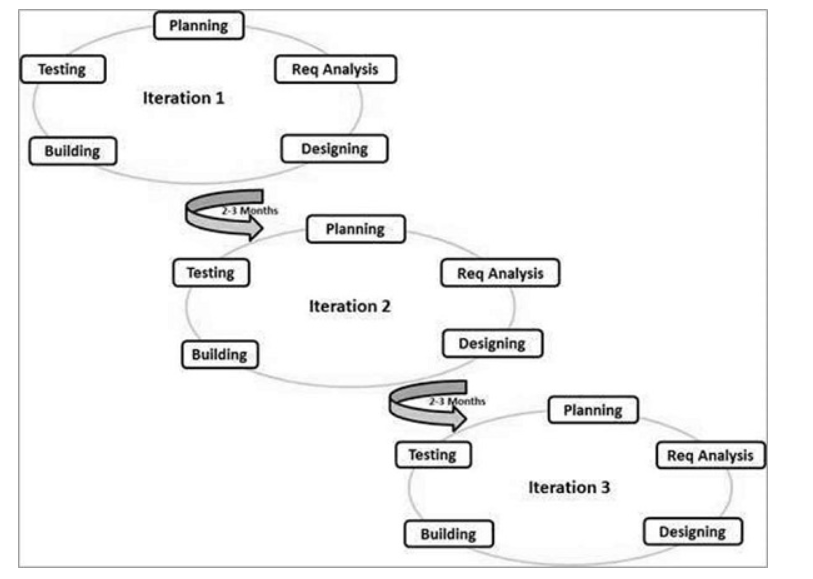 Planning
Testing
Req Analysis
Iteration 1
Building
Designing
2-3 Months
Planning
Testing
Req Analysis
Iteration 2
Building
Designing
2-3 Months
Planning
Testing
Req Analysis
Iteration 3
Building
Designing